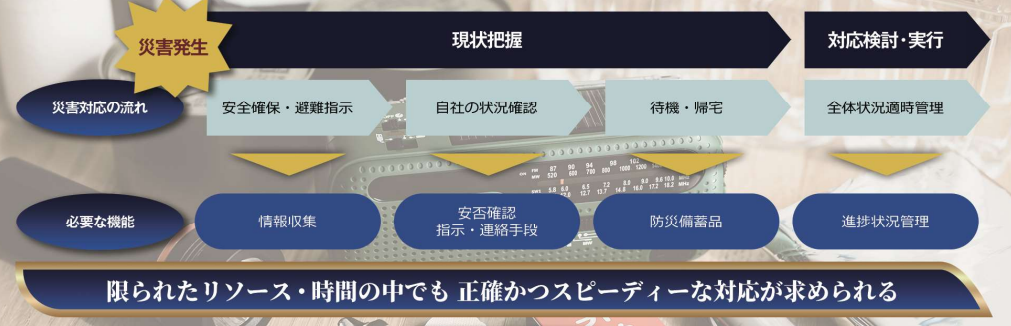 災害発生
現状把握
対応検討・実行
災害対応の流れ
安全確保・避難指示
自社の状況確認
待機・帰宅
全体状況適時管理
必要な機能
情報収集
安否確認
指示・連絡手段
防災備蓄品
進捗状況管理
限られたリソース・時間の中でも 正確かつスピーディーな対応が求められる